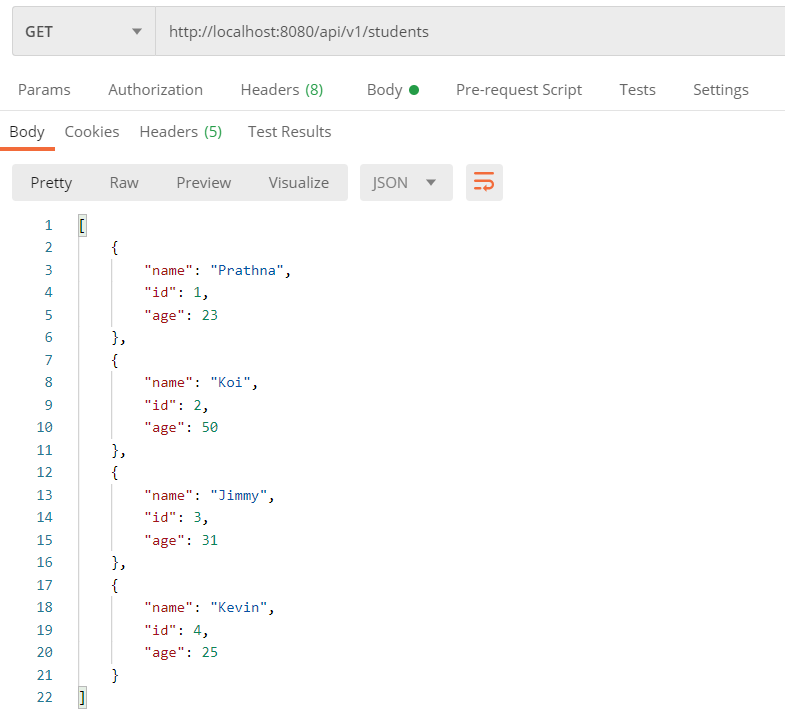 GET http://localhost:8080/api/v1/students
Params Authorization Headers (8) Body Pre-request Script Tests Settings
Body Cookies Headers (5) Test Results
Pretty Raw Preview Visualize JSON
1 [
2 {
3 "name": "Prathna",
4 "id": 1,
5 "age": 23
6 },
7 {
8 "name": "Koi",
9 "id": 2,
10 "age": 50
11 },
12 {
13 "name": "Jimmy",
14 "id": 3,
15 "age": 31
16 },
17 {
18 "name": "Kevin",
19 "id": 4,
20 "age": 25
21 }
22 ]